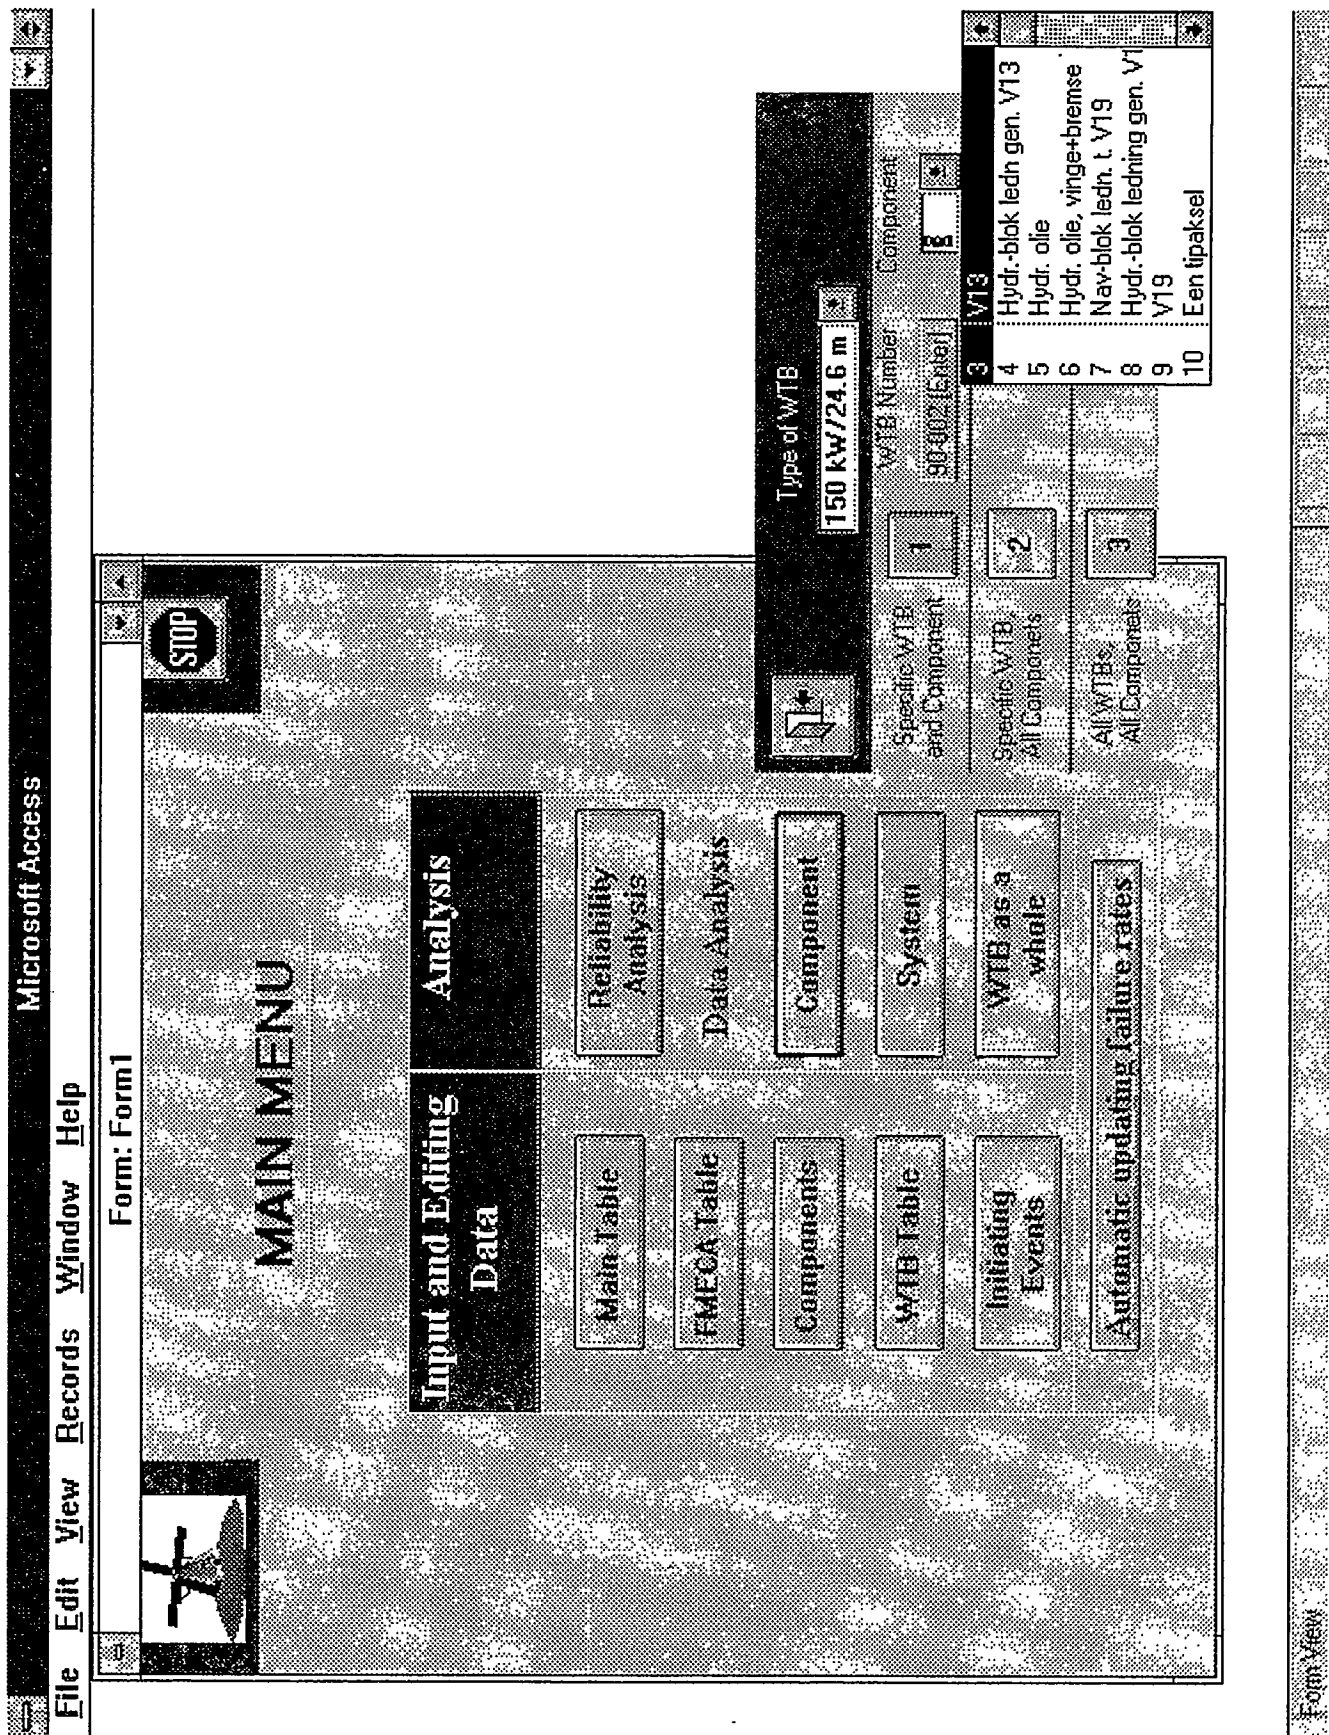 Microsoft Access
File Edit View Records Window Help
Form: Form1
STOP
MAIN MENU
Input and Editing
Data
Analysis
Main Table
FMECA Table
Components
WTB Table
Initiating
Events
Reliability
Analysis
Data Analysis
Component
System
WTB as a
whole
Automatic updating failure rates
Type of WTB
150 kW/24.6 m
WTB Number
Component
Specific WTB
and Component
1
90-002 [Enter]
Specific WTB,
All Componets
2
All WTBs,
All Componets
3
3 V13
4 Hydr.-blok ledn gen. V13
5 Hydr. olie
6 Hydr. olie, vinge+bremse
7 Nav-blok ledn. t. V19
8 Hydr.-blok ledning gen. V1
9 V19
10 Een tipaksel
Form View